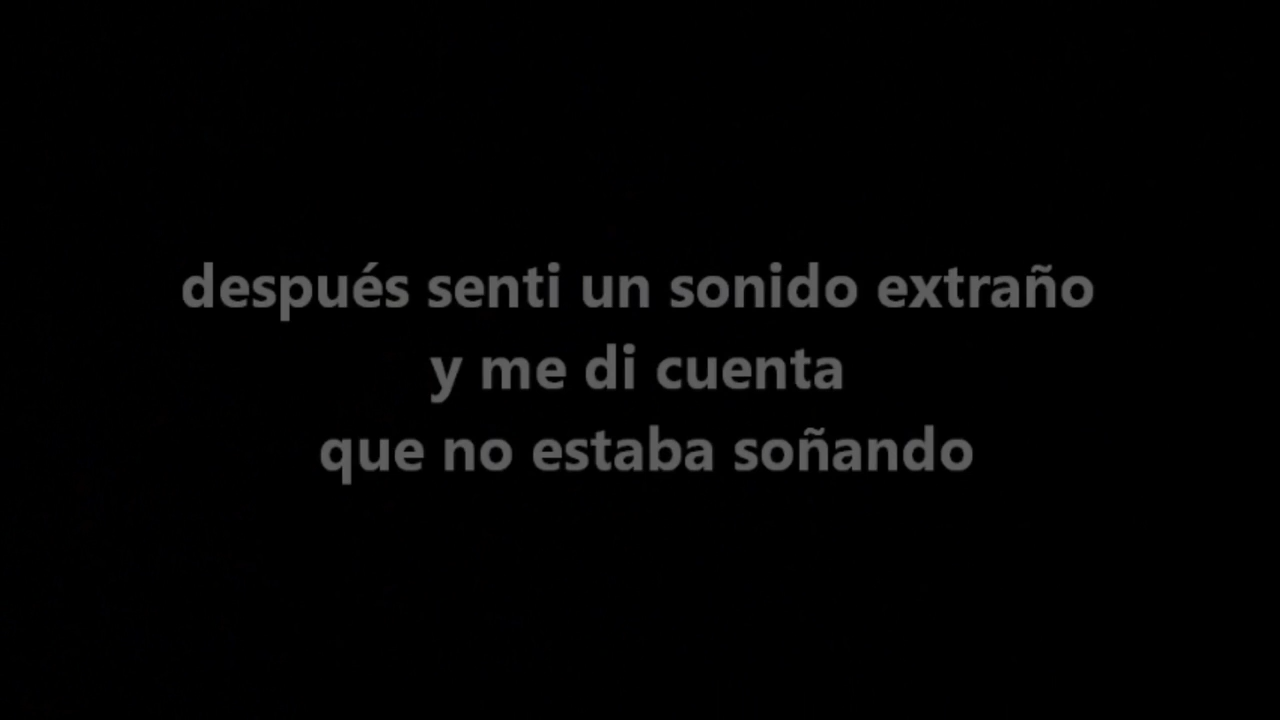 después senti un sonido extraño
y me di cuenta
que no estaba soñando